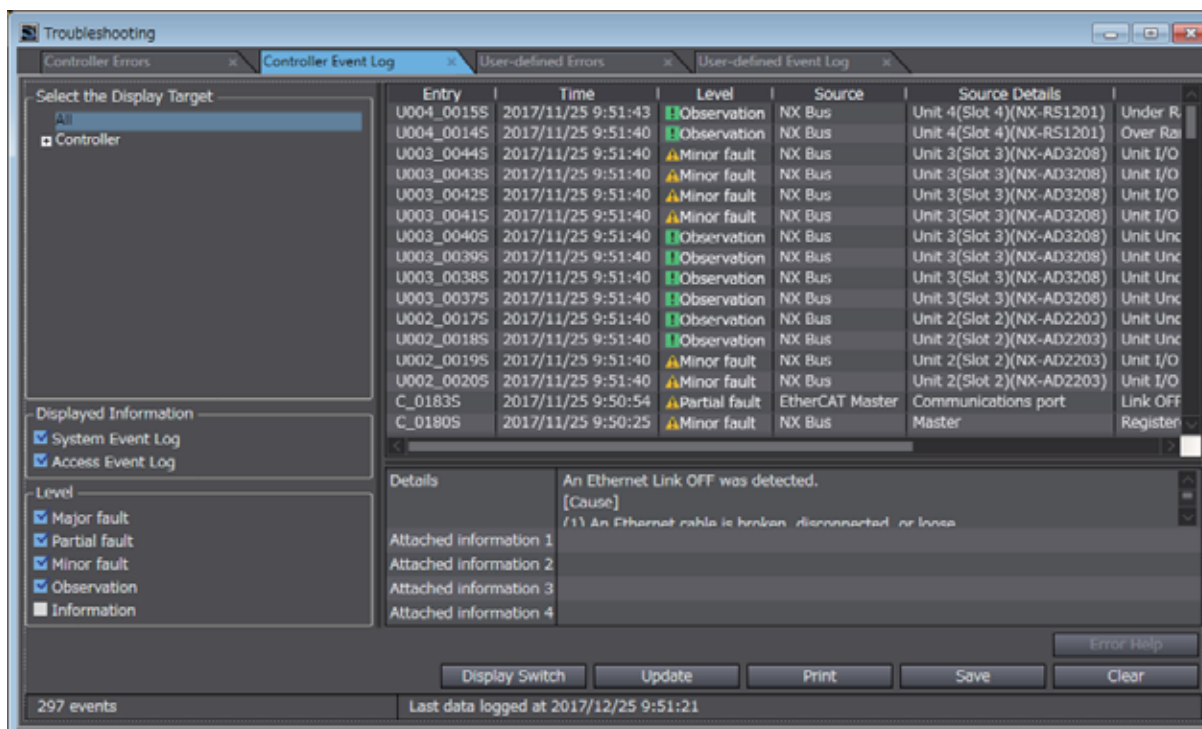 Troubleshooting
Controller Errors Controller Event Log User-defined Errors User-defined Event Log
Select the Display Target
All
Controller
Displayed Information
System Event Log
Access Event Log
Level
Major fault
Partial fault
Minor fault
Observation
Information
Entry Time Level Source Source Details
U004_0015S 2017/11/25 9:51:43 Observation NX Bus Unit 4(Slot 4)(NX-RS1201) Under Ra
U004_0014S 2017/11/25 9:51:40 Observation NX Bus Unit 4(Slot 4)(NX-RS1201) Over Ran
U003_0044S 2017/11/25 9:51:40 Minor fault NX Bus Unit 3(Slot 3)(NX-AD3208) Unit I/O
U003_0043S 2017/11/25 9:51:40 Minor fault NX Bus Unit 3(Slot 3)(NX-AD3208) Unit I/O
U003_0042S 2017/11/25 9:51:40 Minor fault NX Bus Unit 3(Slot 3)(NX-AD3208) Unit I/O
U003_0041S 2017/11/25 9:51:40 Minor fault NX Bus Unit 3(Slot 3)(NX-AD3208) Unit I/O
U003_0040S 2017/11/25 9:51:40 Observation NX Bus Unit 3(Slot 3)(NX-AD3208) Unit Unc
U003_0039S 2017/11/25 9:51:40 Observation NX Bus Unit 3(Slot 3)(NX-AD3208) Unit Unc
U003_0038S 2017/11/25 9:51:40 Observation NX Bus Unit 3(Slot 3)(NX-AD3208) Unit Unc
U003_0037S 2017/11/25 9:51:40 Observation NX Bus Unit 3(Slot 3)(NX-AD3208) Unit Unc
U002_0017S 2017/11/25 9:51:40 Observation NX Bus Unit 2(Slot 2)(NX-AD2203) Unit Unc
U002_0018S 2017/11/25 9:51:40 Observation NX Bus Unit 2(Slot 2)(NX-AD2203) Unit Unc
U002_0019S 2017/11/25 9:51:40 Minor fault NX Bus Unit 2(Slot 2)(NX-AD2203) Unit I/O
U002_0020S 2017/11/25 9:51:40 Minor fault NX Bus Unit 2(Slot 2)(NX-AD2203) Unit I/O
C_0183S 2017/11/25 9:50:54 Partial fault EtherCAT Master Communications port Link OFF
C_0180S 2017/11/25 9:50:25 Minor fault NX Bus Master Register
Details An Ethernet Link OFF was detected.
[Cause]
(1) An Ethernet cable is broken, disconnected, or loose
Attached information 1
Attached information 2
Attached information 3
Attached information 4
Error Help
Display Switch Update Print Save Clear
297 events Last data logged at 2017/12/25 9:51:21